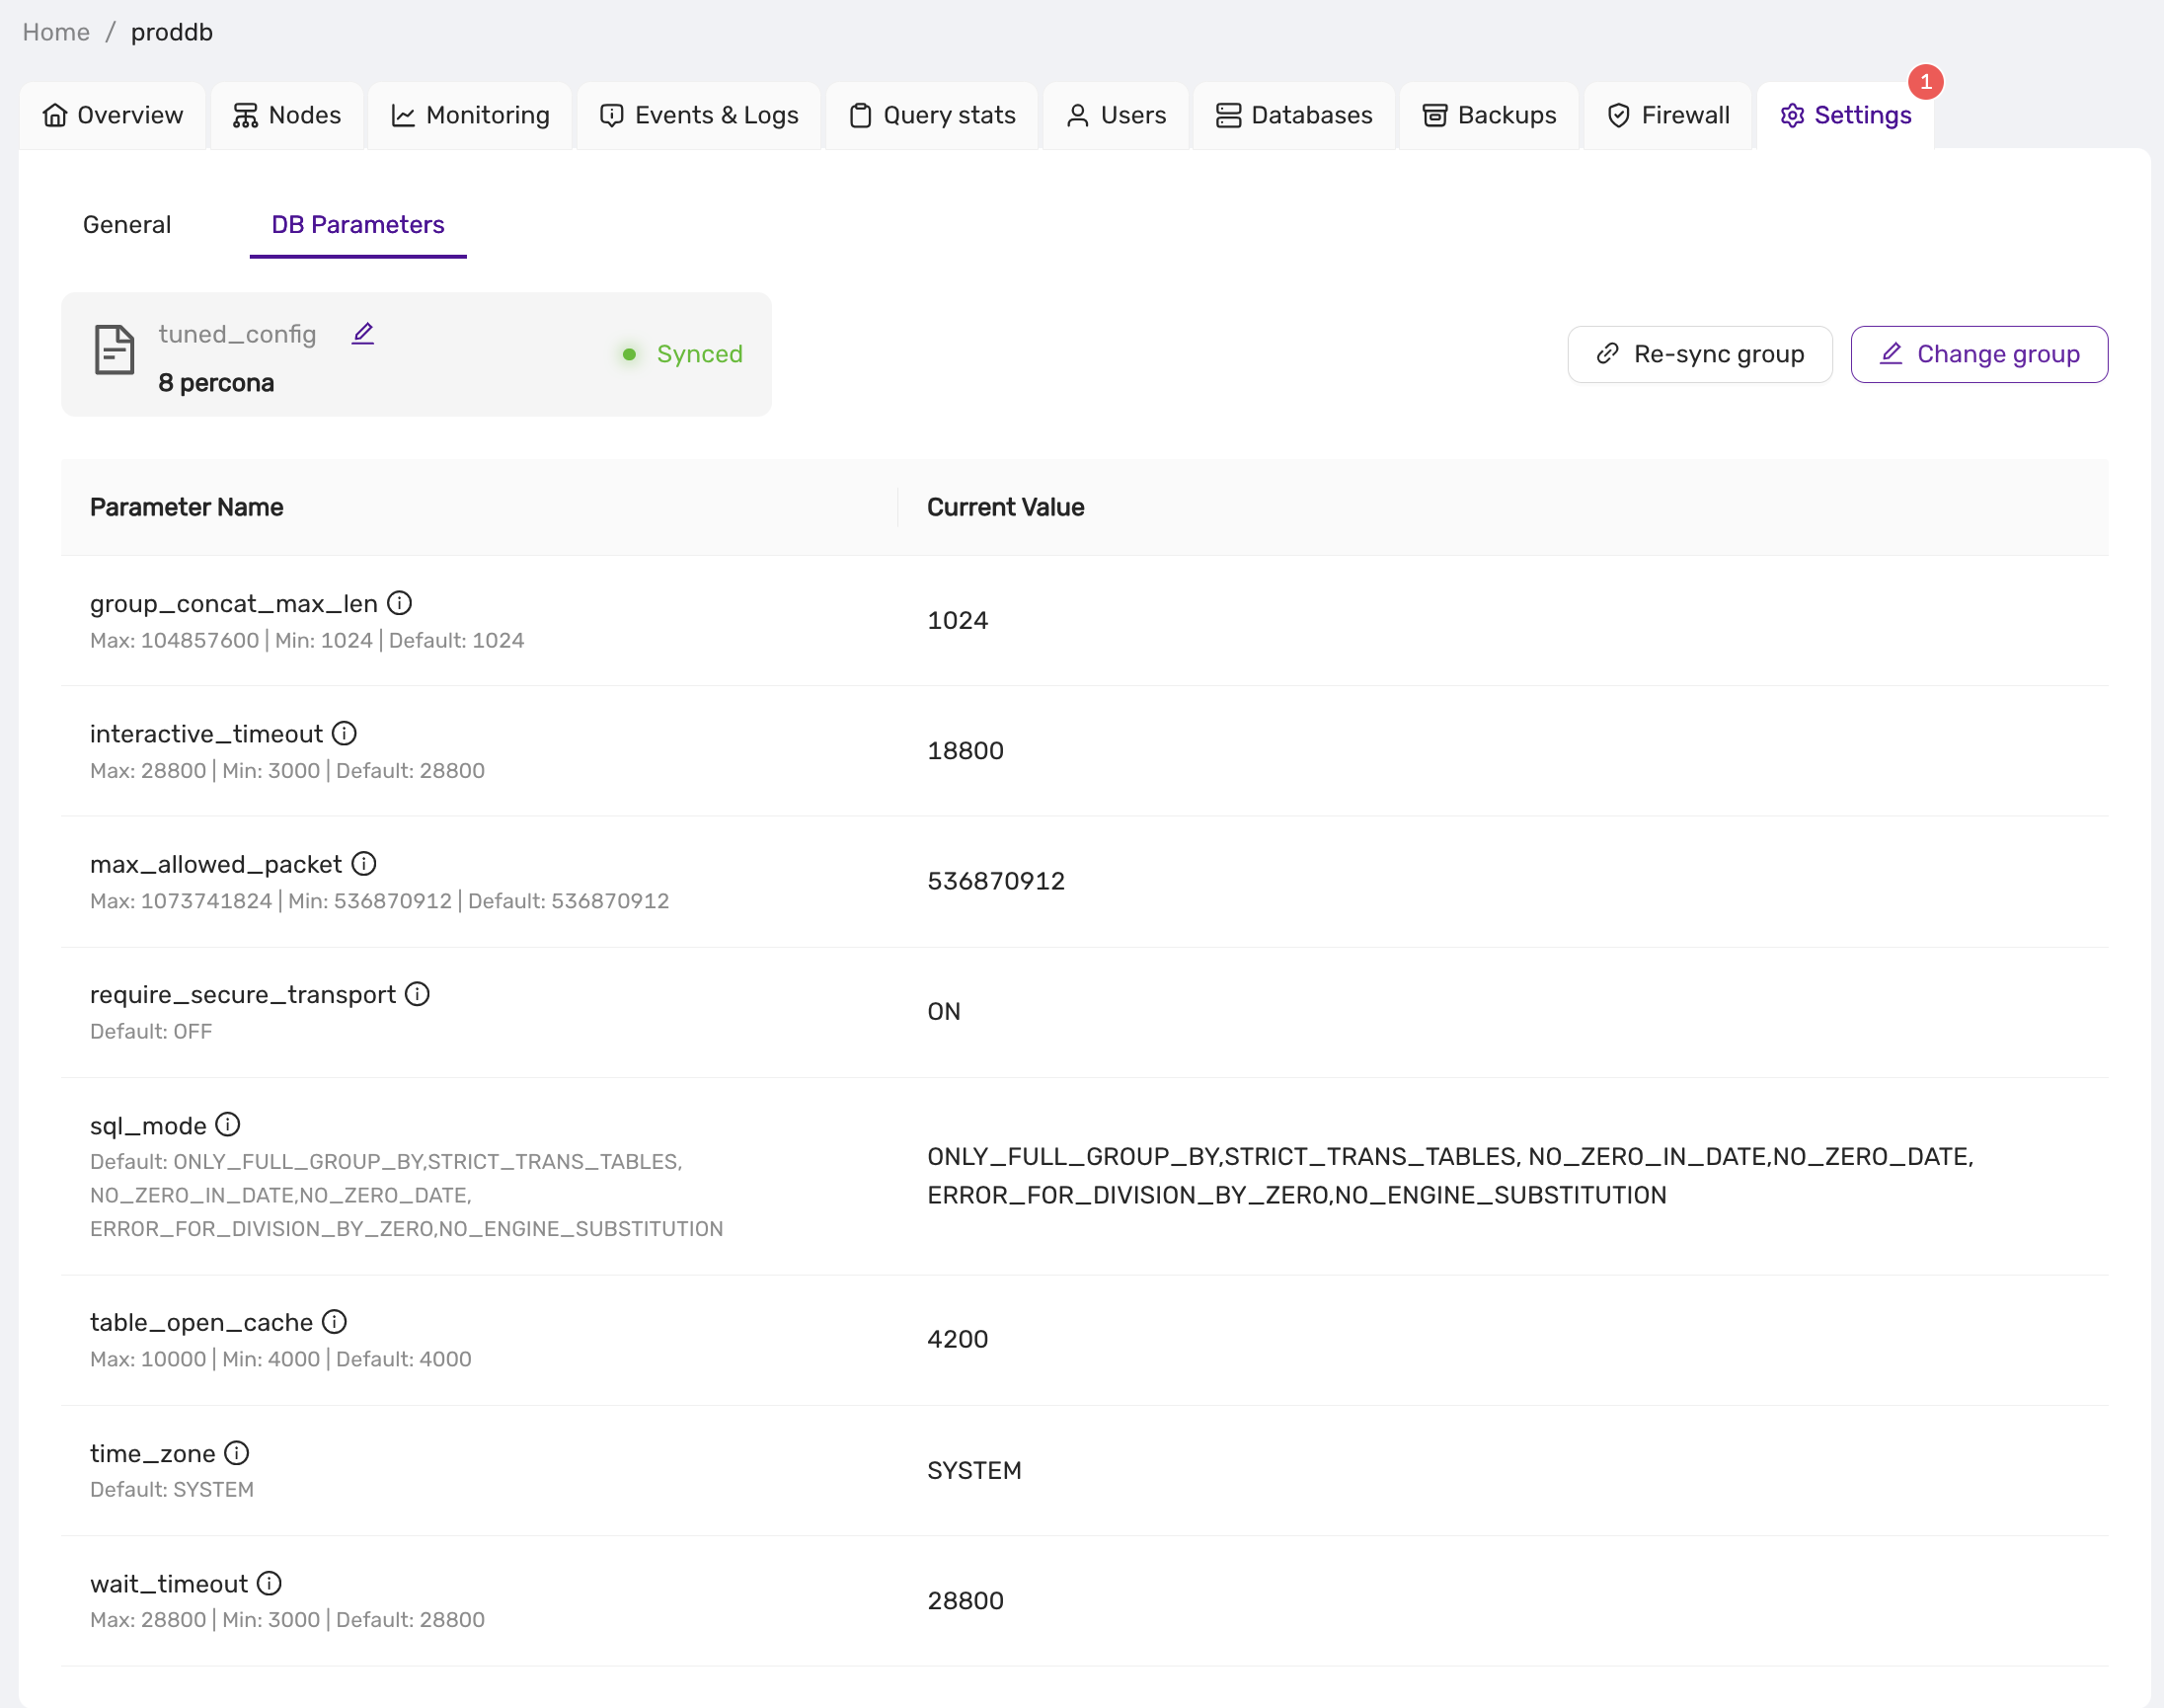 Home / proddb
Overview Nodes Monitoring Events & Logs Query stats Users Databases Backups Firewall Settings 1
General DB Parameters
tuned_config
8 percona
Synced
Re-sync group Change group
Parameter Name Current Value
group_concat_max_len
Max: 104857600 | Min: 1024 | Default: 1024
1024
interactive_timeout
Max: 28800 | Min: 3000 | Default: 28800
18800
max_allowed_packet
Max: 1073741824 | Min: 536870912 | Default: 536870912
536870912
require_secure_transport
Default: OFF
ON
sql_mode
Default: ONLY_FULL_GROUP_BY,STRICT_TRANS_TABLES,
NO_ZERO_IN_DATE,NO_ZERO_DATE,
ERROR_FOR_DIVISION_BY_ZERO,NO_ENGINE_SUBSTITUTION
ONLY_FULL_GROUP_BY,STRICT_TRANS_TABLES, NO_ZERO_IN_DATE,NO_ZERO_DATE,
ERROR_FOR_DIVISION_BY_ZERO,NO_ENGINE_SUBSTITUTION
table_open_cache
Max: 10000 | Min: 4000 | Default: 4000
4200
time_zone
Default: SYSTEM
SYSTEM
wait_timeout
Max: 28800 | Min: 3000 | Default: 28800
28800